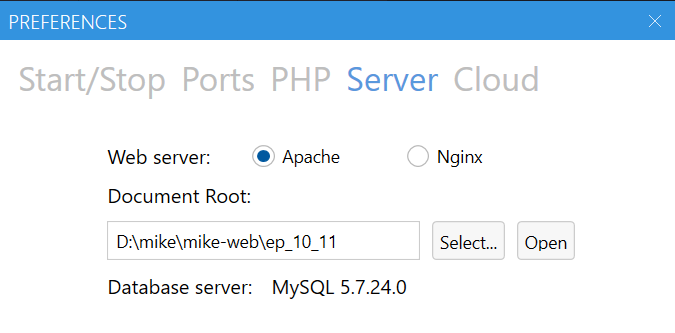 PREFERENCES
Start/Stop Ports PHP Server Cloud
Web server: Apache Nginx
Document Root:
D:\mike\mike-web\ep_10_11 Select... Open
Database server: MySQL 5.7.24.0